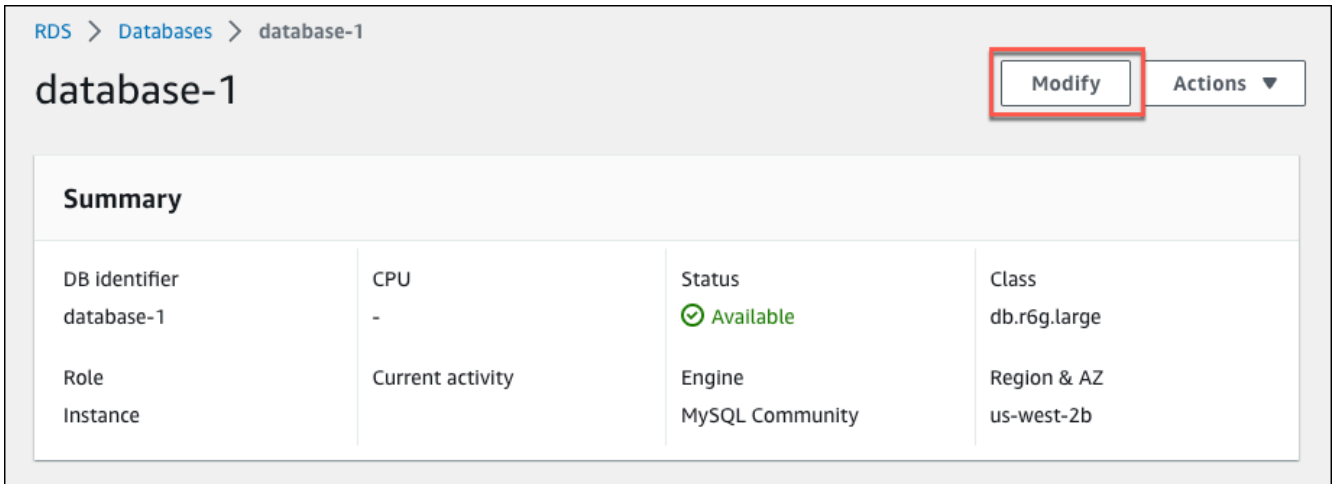 RDS > Databases > database-1
database-1
Modify
Actions ▼
Summary
DB identifier
database-1
CPU
-
Status
Available
Class
db.r6g.large
Role
Instance
Current activity
Engine
MySQL Community
Region & AZ
us-west-2b